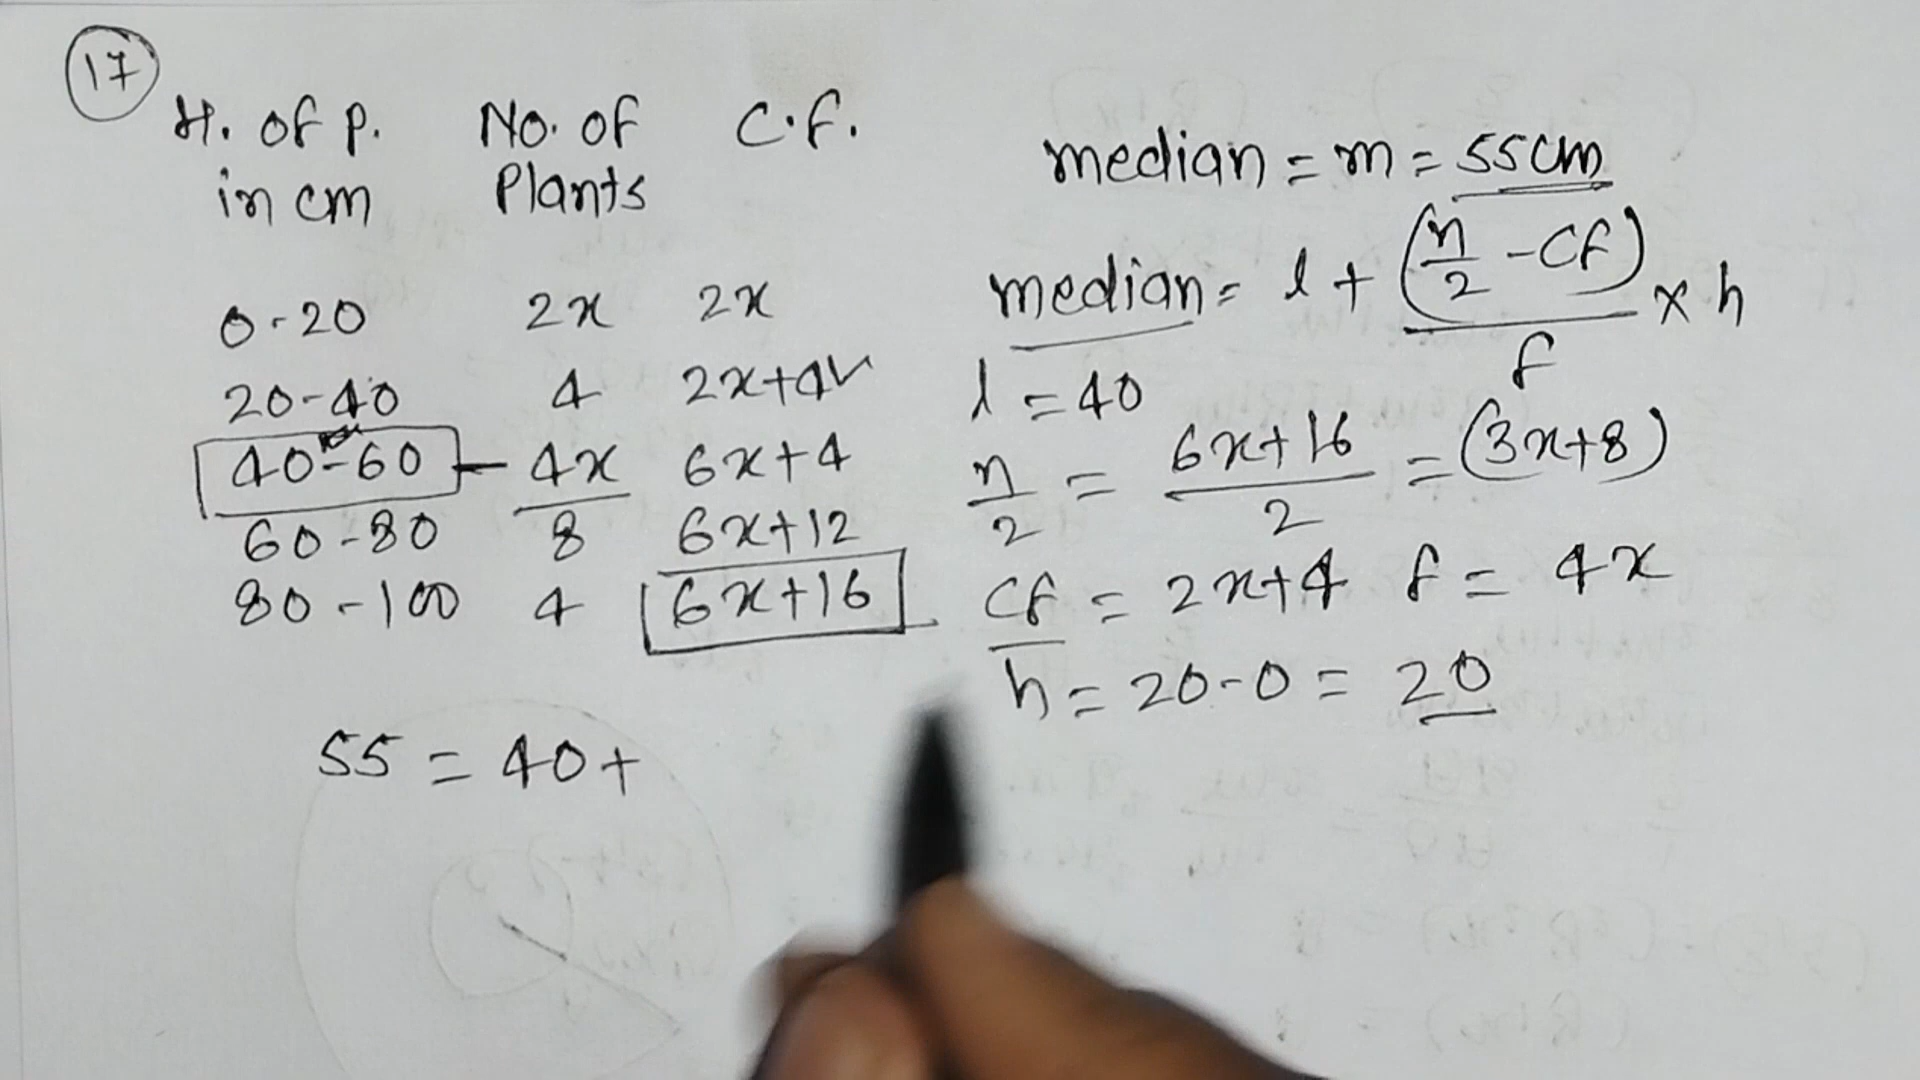 17
H. of p. in cm No. of Plants C.f.
0-20 2x 2x
20-40 4 2x+4
40-60 - 4x 6x+4
60-80 8 6x+12
80-100 4 6x+16
median = m = 55cm
median = l + (n/2 - Cf)/f × h
l = 40
n/2 = 6x+16/2 = (3x+8)
Cf = 2x+4 f = 4x
h = 20-0 = 20
55 = 40+